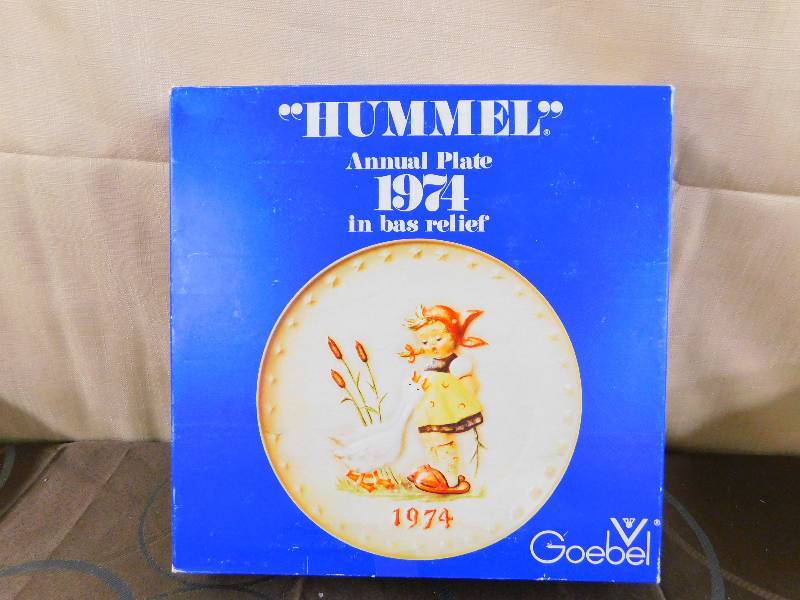 “HUMMEL”®
Annual Plate
1974
in bas relief
1974
Goebel®